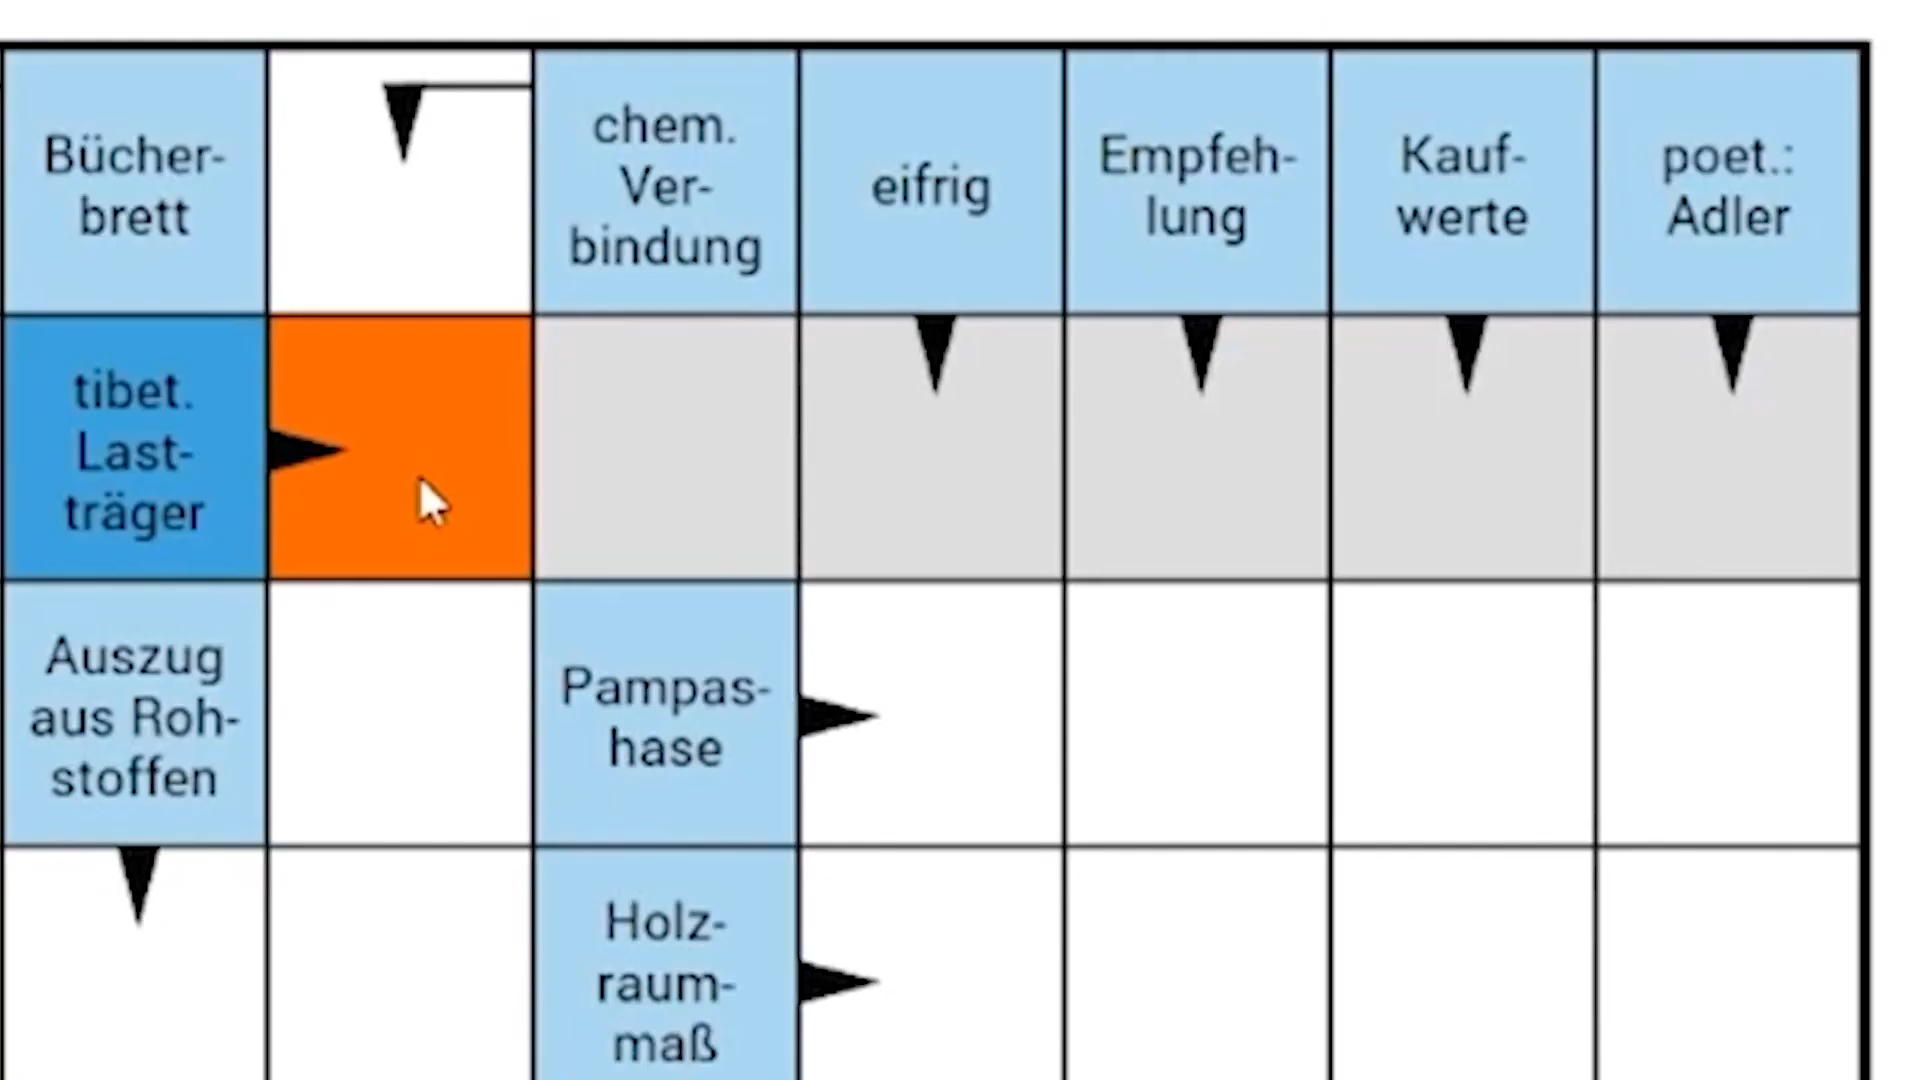 Bücher-
brett
chem.
Ver-
bindung
eifrig
Empfeh-
lung
Kauf-
werte
poet.:
Adler
tibet.
Last-
träger
Auszug
aus Roh-
stoffen
Pampas-
hase
Holz-
raum-
maß